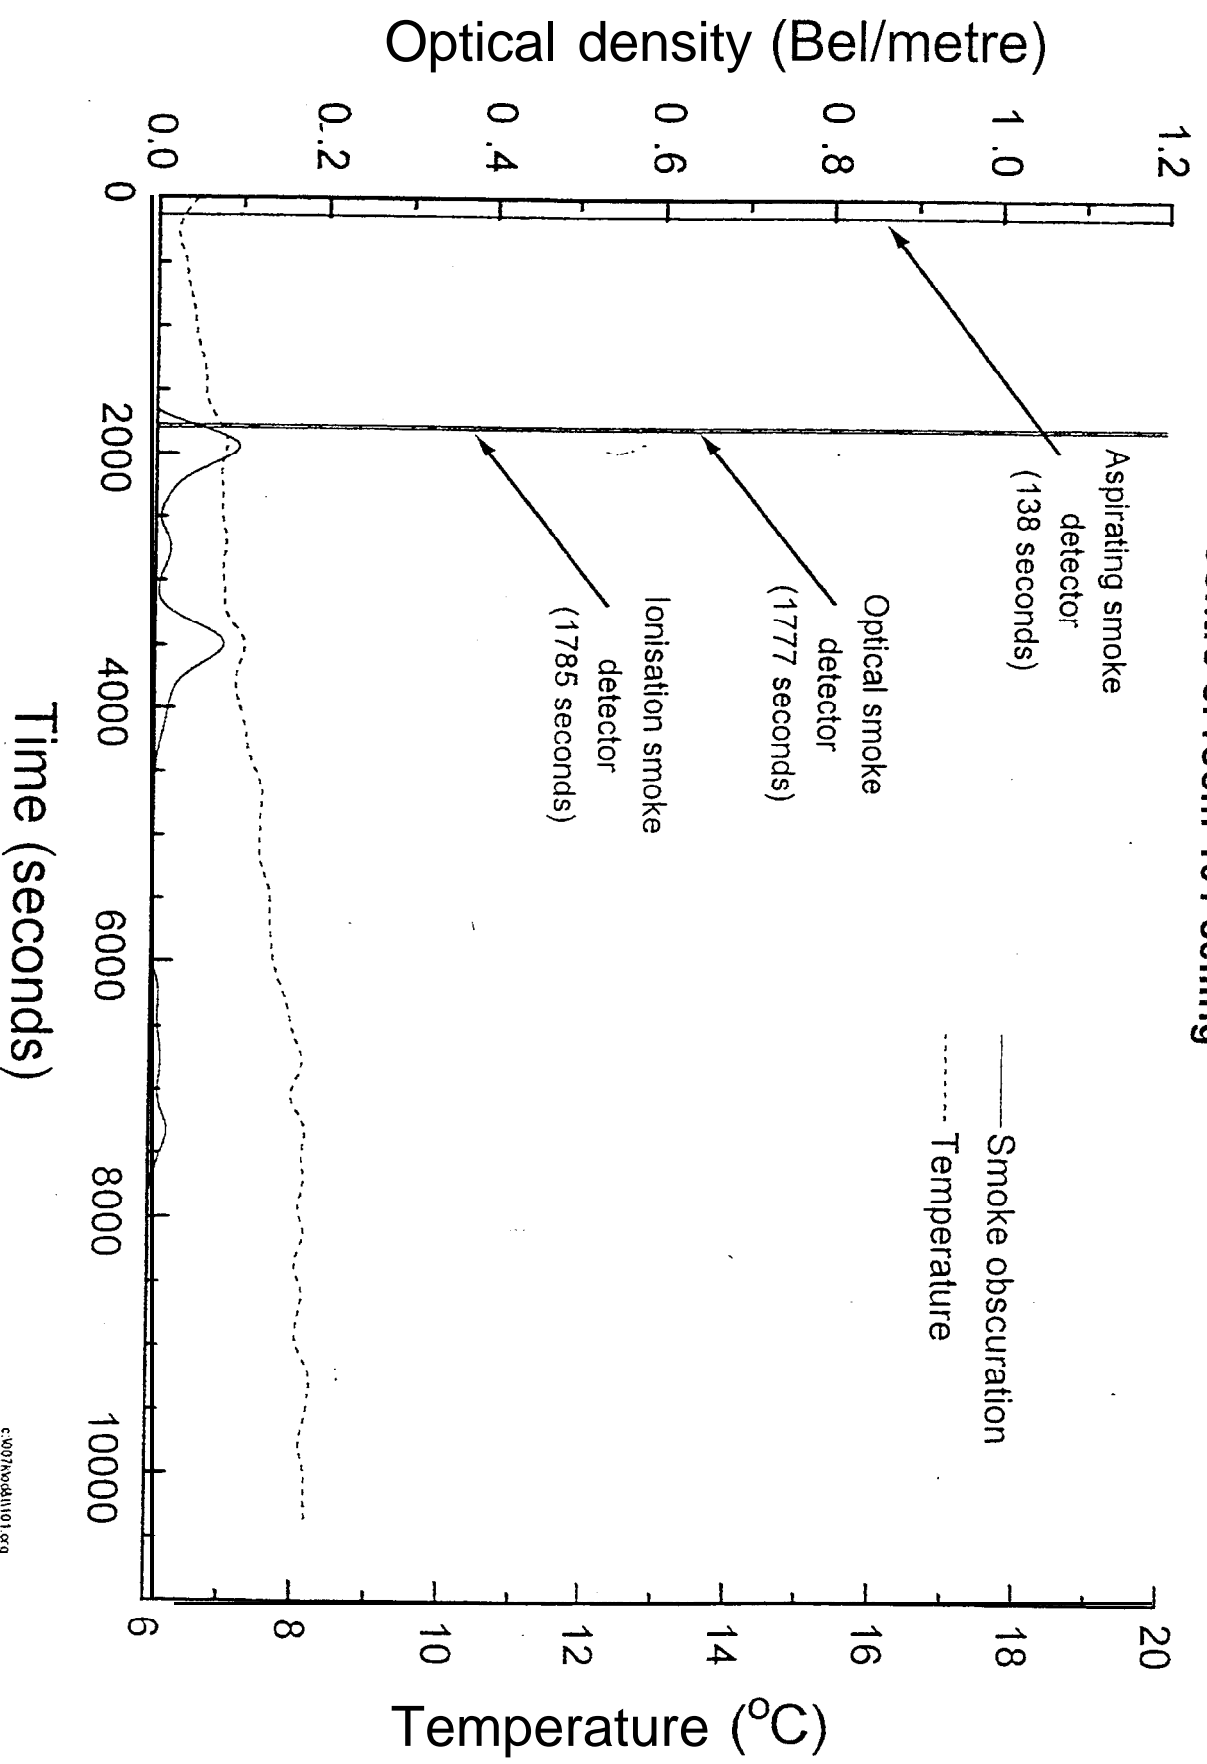 Optical density (Bel/metre)
1.2
1.0
0.8
0.6
0.4
0.2
0.0
Aspirating smoke
detector
(138 seconds)
Optical smoke
detector
(1777 seconds)
Ionisation smoke
detector
(1785 seconds)
Smoke obscuration
Temperature
20
18
16
14
12
10
8
6
Temperature (°C)
0
2000
4000
6000
8000
10000
Time (seconds)